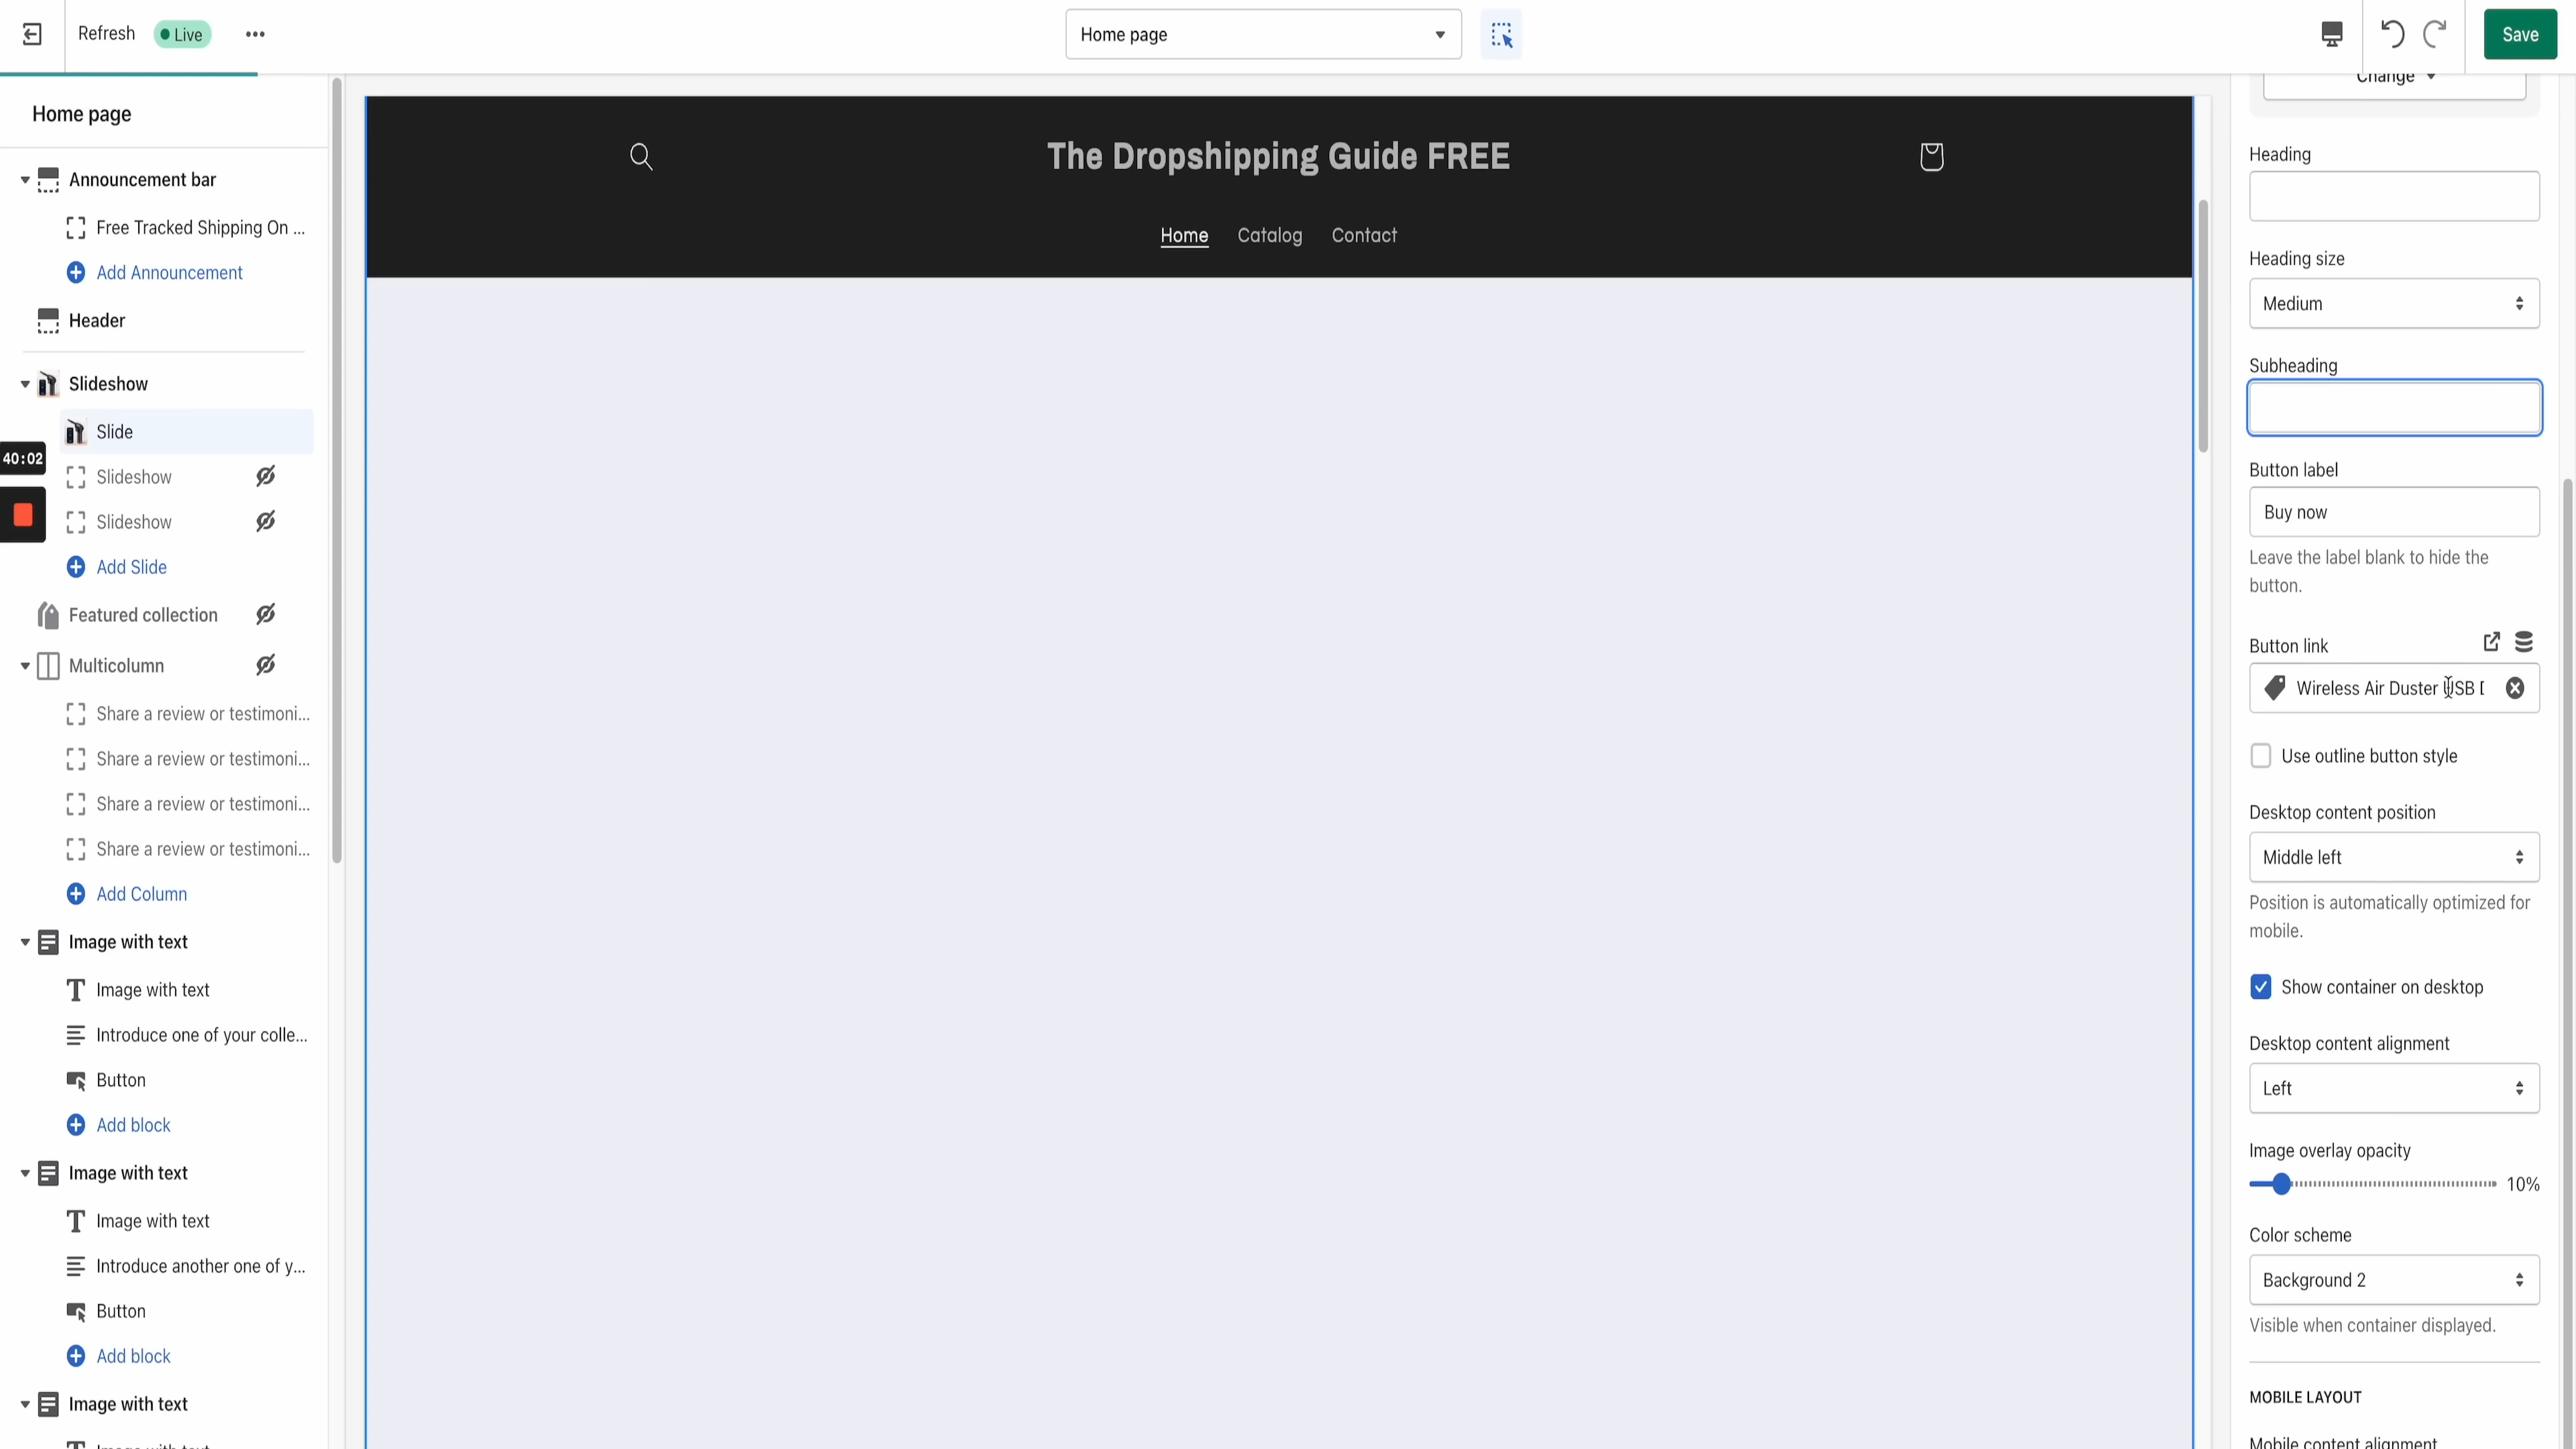 Refresh
Live
Home page
Save
Home page
Announcement bar
Free Tracked Shipping On ...
Add Announcement
Header
Slideshow
Slide
40:02
Slideshow
Slideshow
Add Slide
Featured collection
Multicolumn
Share a review or testimoni...
Share a review or testimoni...
Share a review or testimoni...
Share a review or testimoni...
Add Column
Image with text
Image with text
Introduce one of your colle...
Button
Add block
Image with text
Image with text
Introduce another one of y...
Button
Add block
Image with text
Image with text
The Dropshipping Guide FREE
Home Catalog Contact
Change
Heading
Heading size
Medium
Subheading
Button label
Buy now
Leave the label blank to hide the
button.
Button link
Wireless Air Duster USB
Use outline button style
Desktop content position
Middle left
Position is automatically optimized for
mobile.
Show container on desktop
Desktop content alignment
Left
Image overlay opacity
10%
Color scheme
Background 2
Visible when container displayed.
MOBILE LAYOUT
Mobile content alignment